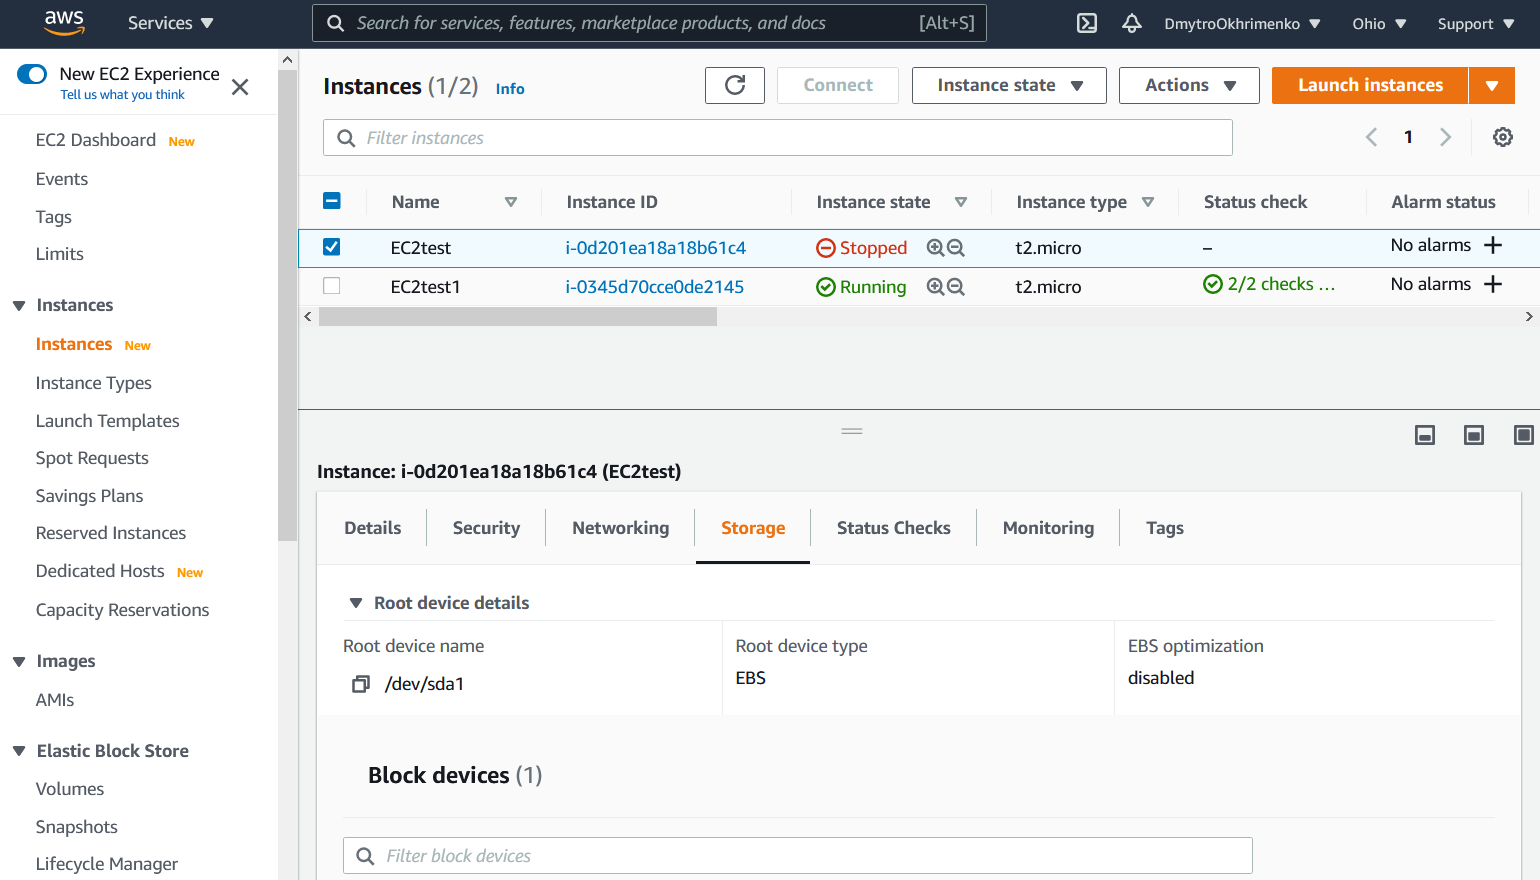 aws
Services
Search for services, features, marketplace products, and docs [Alt+S]
DmytroOkhrimenko
Ohio
Support
New EC2 Experience
Tell us what you think
EC2 Dashboard New
Events
Tags
Limits
Instances
Instances New
Instance Types
Launch Templates
Spot Requests
Savings Plans
Reserved Instances
Dedicated Hosts New
Capacity Reservations
Images
AMIs
Elastic Block Store
Volumes
Snapshots
Lifecycle Manager
Instances (1/2) Info
Connect
Instance state
Actions
Launch instances
Filter instances
1
Name Instance ID Instance state Instance type Status check Alarm status
EC2test i-0d201ea18a18b61c4 Stopped t2.micro – No alarms
EC2test1 i-0345d70cce0de2145 Running t2.micro 2/2 checks ... No alarms
Instance: i-0d201ea18a18b61c4 (EC2test)
Details Security Networking Storage Status Checks Monitoring Tags
Root device details
Root device name Root device type EBS optimization
/dev/sda1 EBS disabled
Block devices (1)
Filter block devices